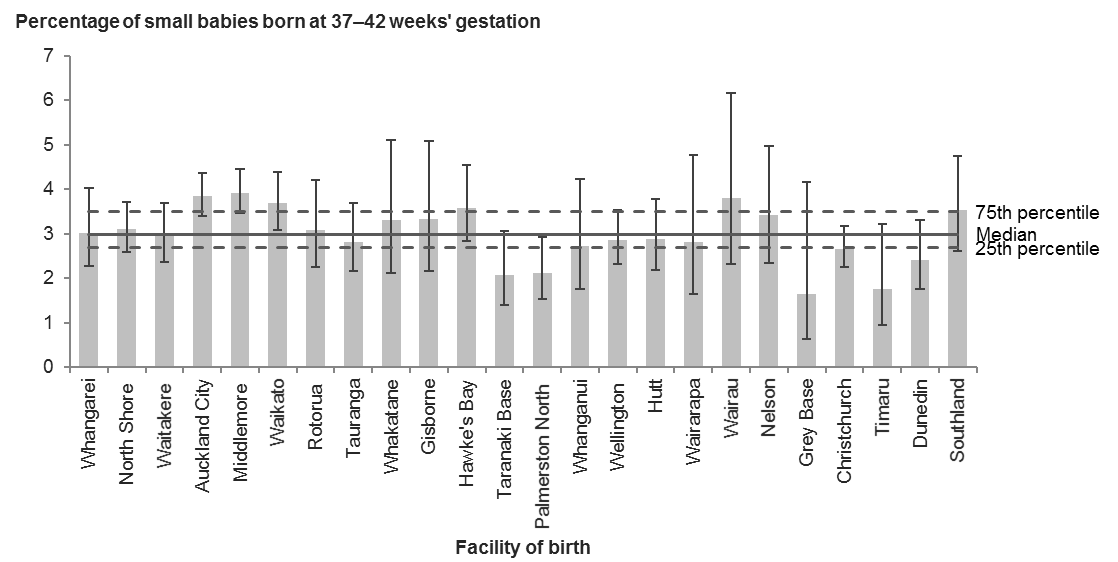 Percentage of small babies born at 37–42 weeks' gestation
7
6
5
4
3
2
1
0
75th percentile
Median
25th percentile
Whangarei
North Shore
Waitakere
Auckland City
Middlemore
Waikato
Rotorua
Tauranga
Whakatane
Gisborne
Hawke's Bay
Taranaki Base
Palmerston North
Whanganui
Wellington
Hutt
Wairarapa
Wairau
Nelson
Grey Base
Christchurch
Timaru
Dunedin
Southland
Facility of birth